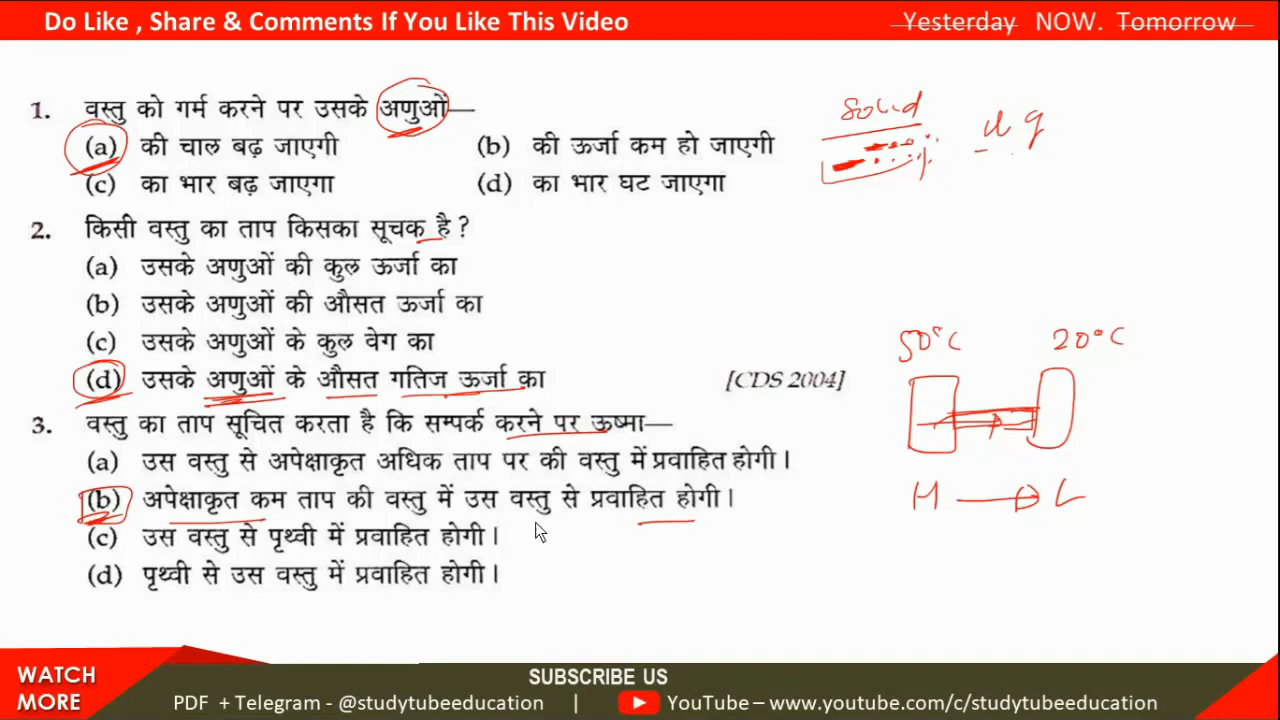 Do Like , Share & Comments If You Like This Video
Yesterday NOW. Tomorrow
1. वस्तु को गर्म करने पर उसके अणुओं—
(a) की चाल बढ़ जाएगी (b) की ऊर्जा कम हो जाएगी
(c) का भार बढ़ जाएगा (d) का भार घट जाएगा
solid
2. किसी वस्तु का ताप किसका सूचक है?
(a) उसके अणुओं की कुल ऊर्जा का
(b) उसके अणुओं की औसत ऊर्जा का
(c) उसके अणुओं के कुल वेग का
(d) उसके अणुओं के औसत गतिज ऊर्जा का [CDS 2004]
50°C 20°C
3. वस्तु का ताप सूचित करता है कि सम्पर्क करने पर ऊष्मा—
(a) उस वस्तु से अपेक्षाकृत अधिक ताप पर की वस्तु में प्रवाहित होगी।
(b) अपेक्षाकृत कम ताप की वस्तु में उस वस्तु से प्रवाहित होगी।
H → L
(c) उस वस्तु से पृथ्वी में प्रवाहित होगी।
(d) पृथ्वी से उस वस्तु में प्रवाहित होगी।
WATCH
MORE
SUBSCRIBE US
PDF + Telegram - @studytubeeducation | YouTube – www.youtube.com/c/studytubeeducation